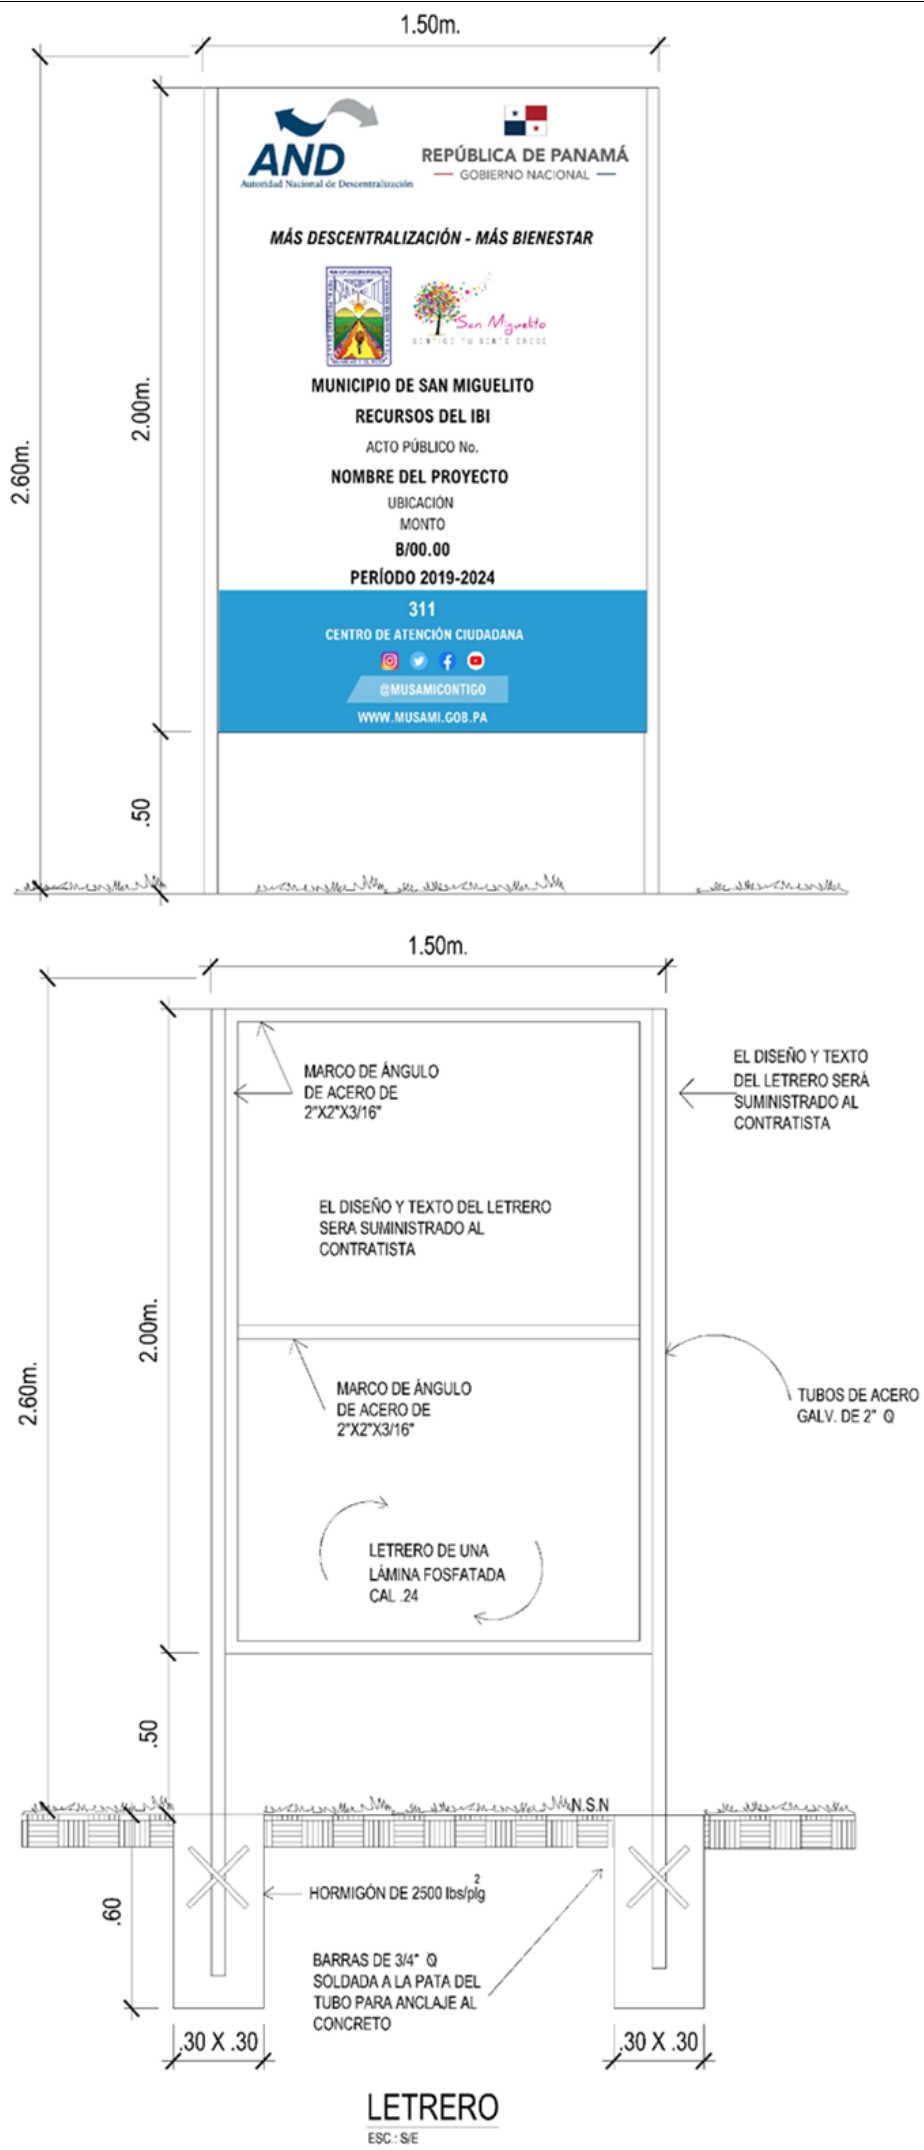 1.50m.
AND
Autoridad Nacional de Descentralización
REPÚBLICA DE PANAMÁ
GOBIERNO NACIONAL
MÁS DESCENTRALIZACIÓN - MÁS BIENESTAR
San Miguelito
CONTIGO TU GENTE CRECE
MUNICIPIO DE SAN MIGUELITO
RECURSOS DEL IBI
ACTO PÚBLICO No.
NOMBRE DEL PROYECTO
UBICACIÓN
MONTO
B/00.00
PERÍODO 2019-2024
311
CENTRO DE ATENCIÓN CIUDADANA
@MUSAMICONTIGO
WWW.MUSAMI.GOB.PA
2.00m.
2.60m.
.50
1.50m.
MARCO DE ÁNGULO
DE ACERO DE
2"X2"X3/16"
EL DISEÑO Y TEXTO
DEL LETRERO SERÁ
SUMINISTRADO AL
CONTRATISTA
EL DISEÑO Y TEXTO DEL LETRERO
SERA SUMINISTRADO AL
CONTRATISTA
2.00m.
2.60m.
MARCO DE ÁNGULO
DE ACERO DE
2"X2"X3/16"
TUBOS DE ACERO
GALV. DE 2" Q
LETRERO DE UNA
LÁMINA FOSFATADA
CAL .24
.50
N.S.N
.60
HORMIGÓN DE 2500 lbs/plg²
BARRAS DE 3/4" Q
SOLDADA A LA PATA DEL
TUBO PARA ANCLAJE AL
CONCRETO
.30 X .30
.30 X .30
LETRERO
ESC.: S/E